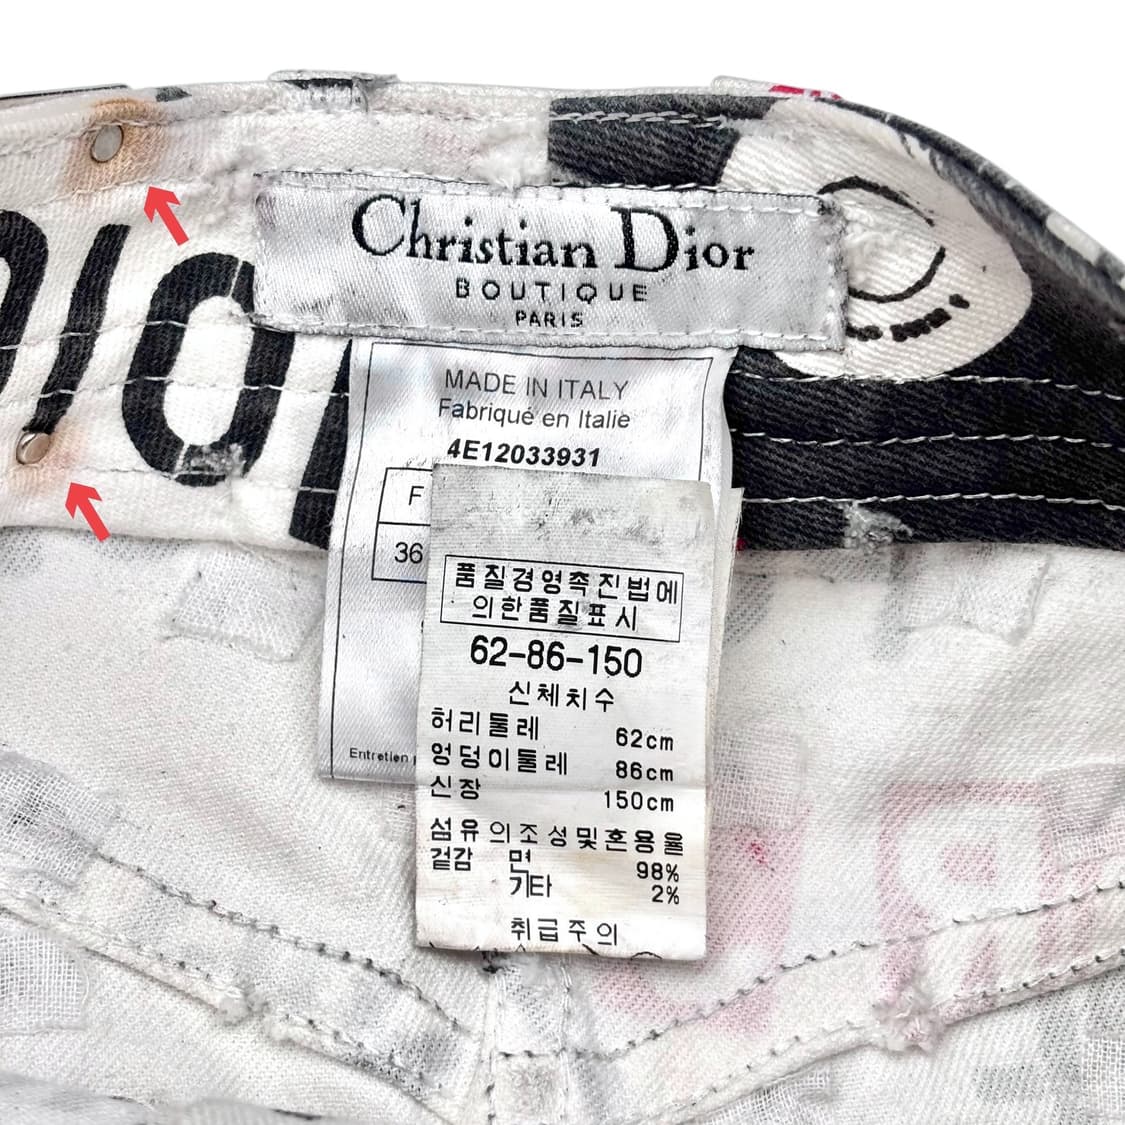 Christian Dior
BOUTIQUE
PARIS
MADE IN ITALY
Fabriqué en Italie
4E12033931
F
36
품질경영촉진법에
의한품질표시
62-86-150
신체치수
허리둘레 62cm
엉덩이둘레 86cm
신장 150cm
섬유의조성및혼용율
겉감 면 98%
기타 2%
취급주의
Entretien